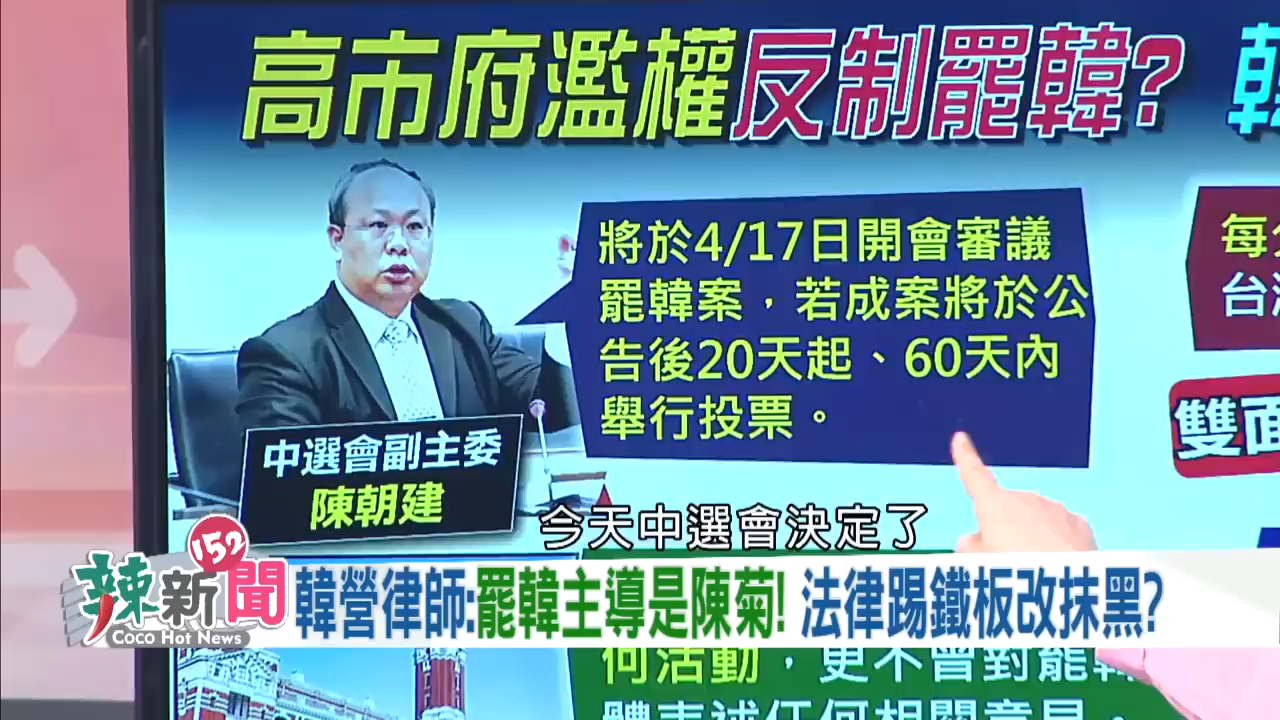 高市府濫權反制罷韓?
將於4/17日開會審議
罷韓案，若成案將於公
告後20天起、60天內
舉行投票。
每
台
雙面
中選會副主委
陳朝建
今天中選會決定了
152
辣新聞
Coco Hot News
韓營律師:罷韓主導是陳菊! 法律踢鐵板改抹黑?
何活動，更不會對罷韓